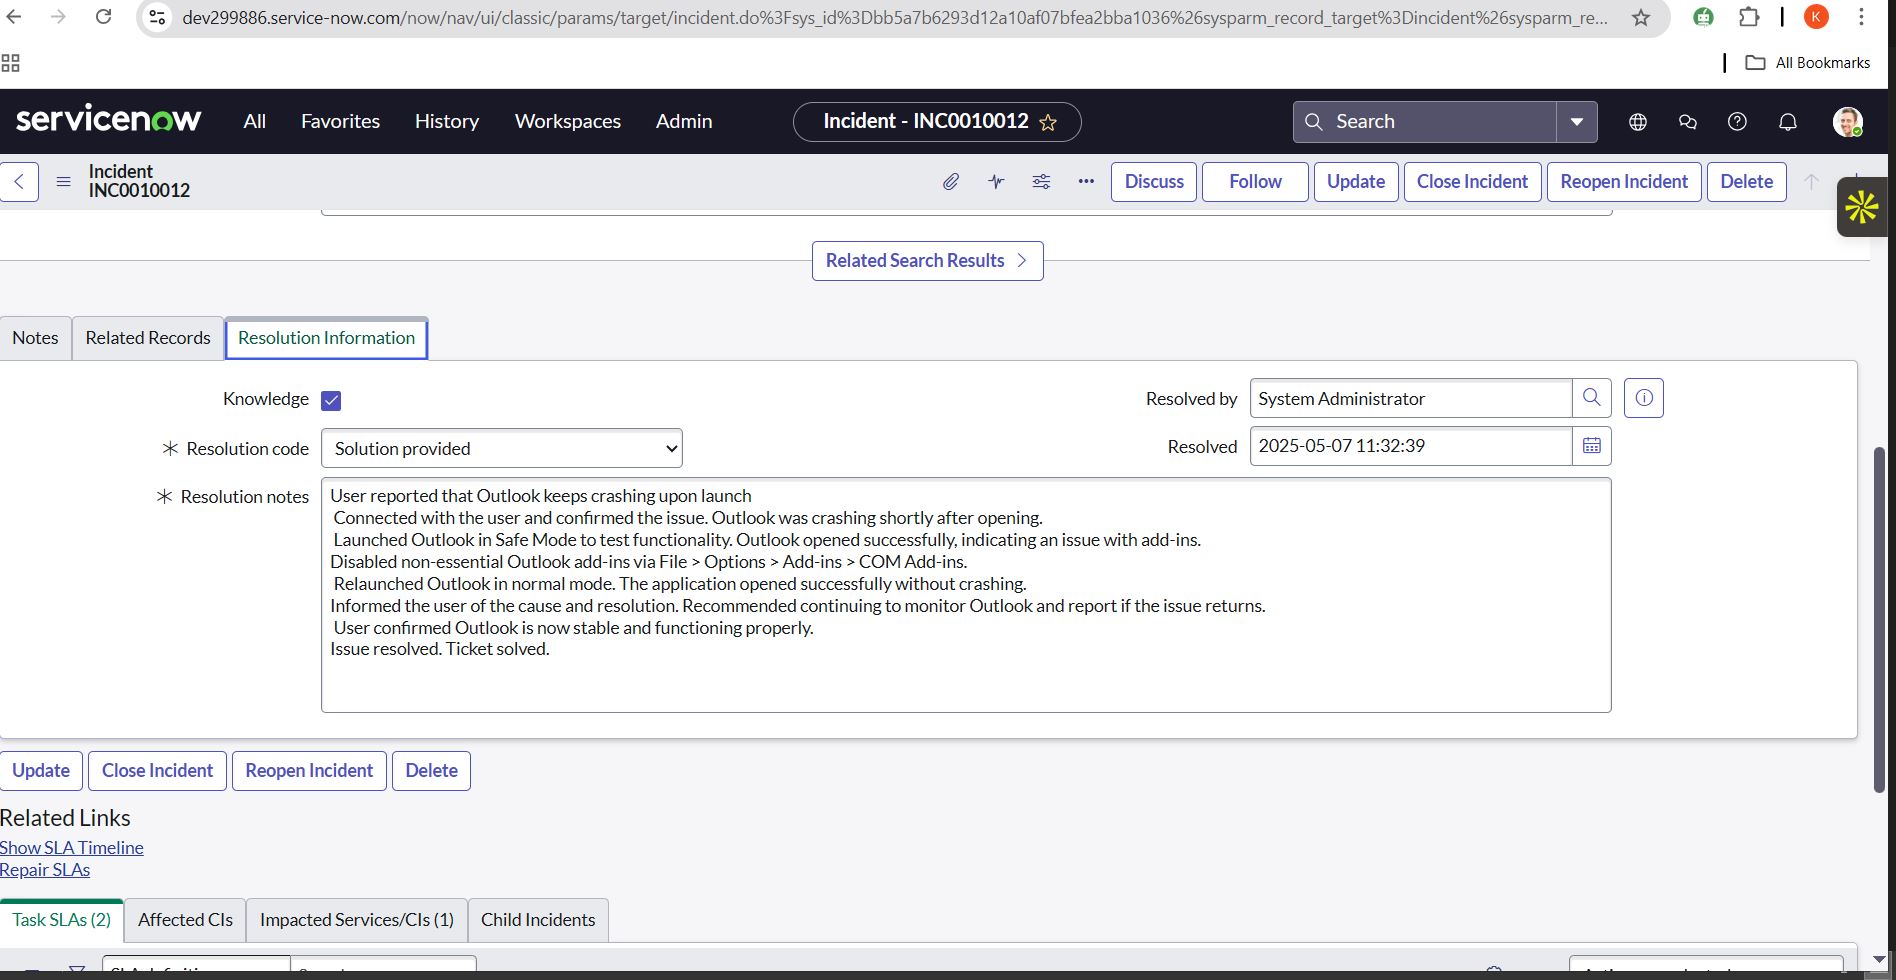 dev299886.service-now.com/now/nav/ui/classic/params/target/incident.do%3Fsys_id%3Dbb5a7b6293d12a10af07bfea2bba1036%26sysparm_record_target%3Dincident%26sysparm_re...
K
All Bookmarks
servicenow
All
Favorites
History
Workspaces
Admin
Incident - INC0010012
Search
Incident
INC0010012
Discuss
Follow
Update
Close Incident
Reopen Incident
Delete
Related Search Results
Notes
Related Records
Resolution Information
Knowledge
Resolved by
System Administrator
Resolution code
Solution provided
Resolved
2025-05-07 11:32:39
Resolution notes
User reported that Outlook keeps crashing upon launch
Connected with the user and confirmed the issue. Outlook was crashing shortly after opening.
Launched Outlook in Safe Mode to test functionality. Outlook opened successfully, indicating an issue with add-ins.
Disabled non-essential Outlook add-ins via File > Options > Add-ins > COM Add-ins.
Relaunched Outlook in normal mode. The application opened successfully without crashing.
Informed the user of the cause and resolution. Recommended continuing to monitor Outlook and report if the issue returns.
User confirmed Outlook is now stable and functioning properly.
Issue resolved. Ticket solved.
Update
Close Incident
Reopen Incident
Delete
Related Links
Show SLA Timeline
Repair SLAs
Task SLAs (2)
Affected CIs
Impacted Services/CIs (1)
Child Incidents